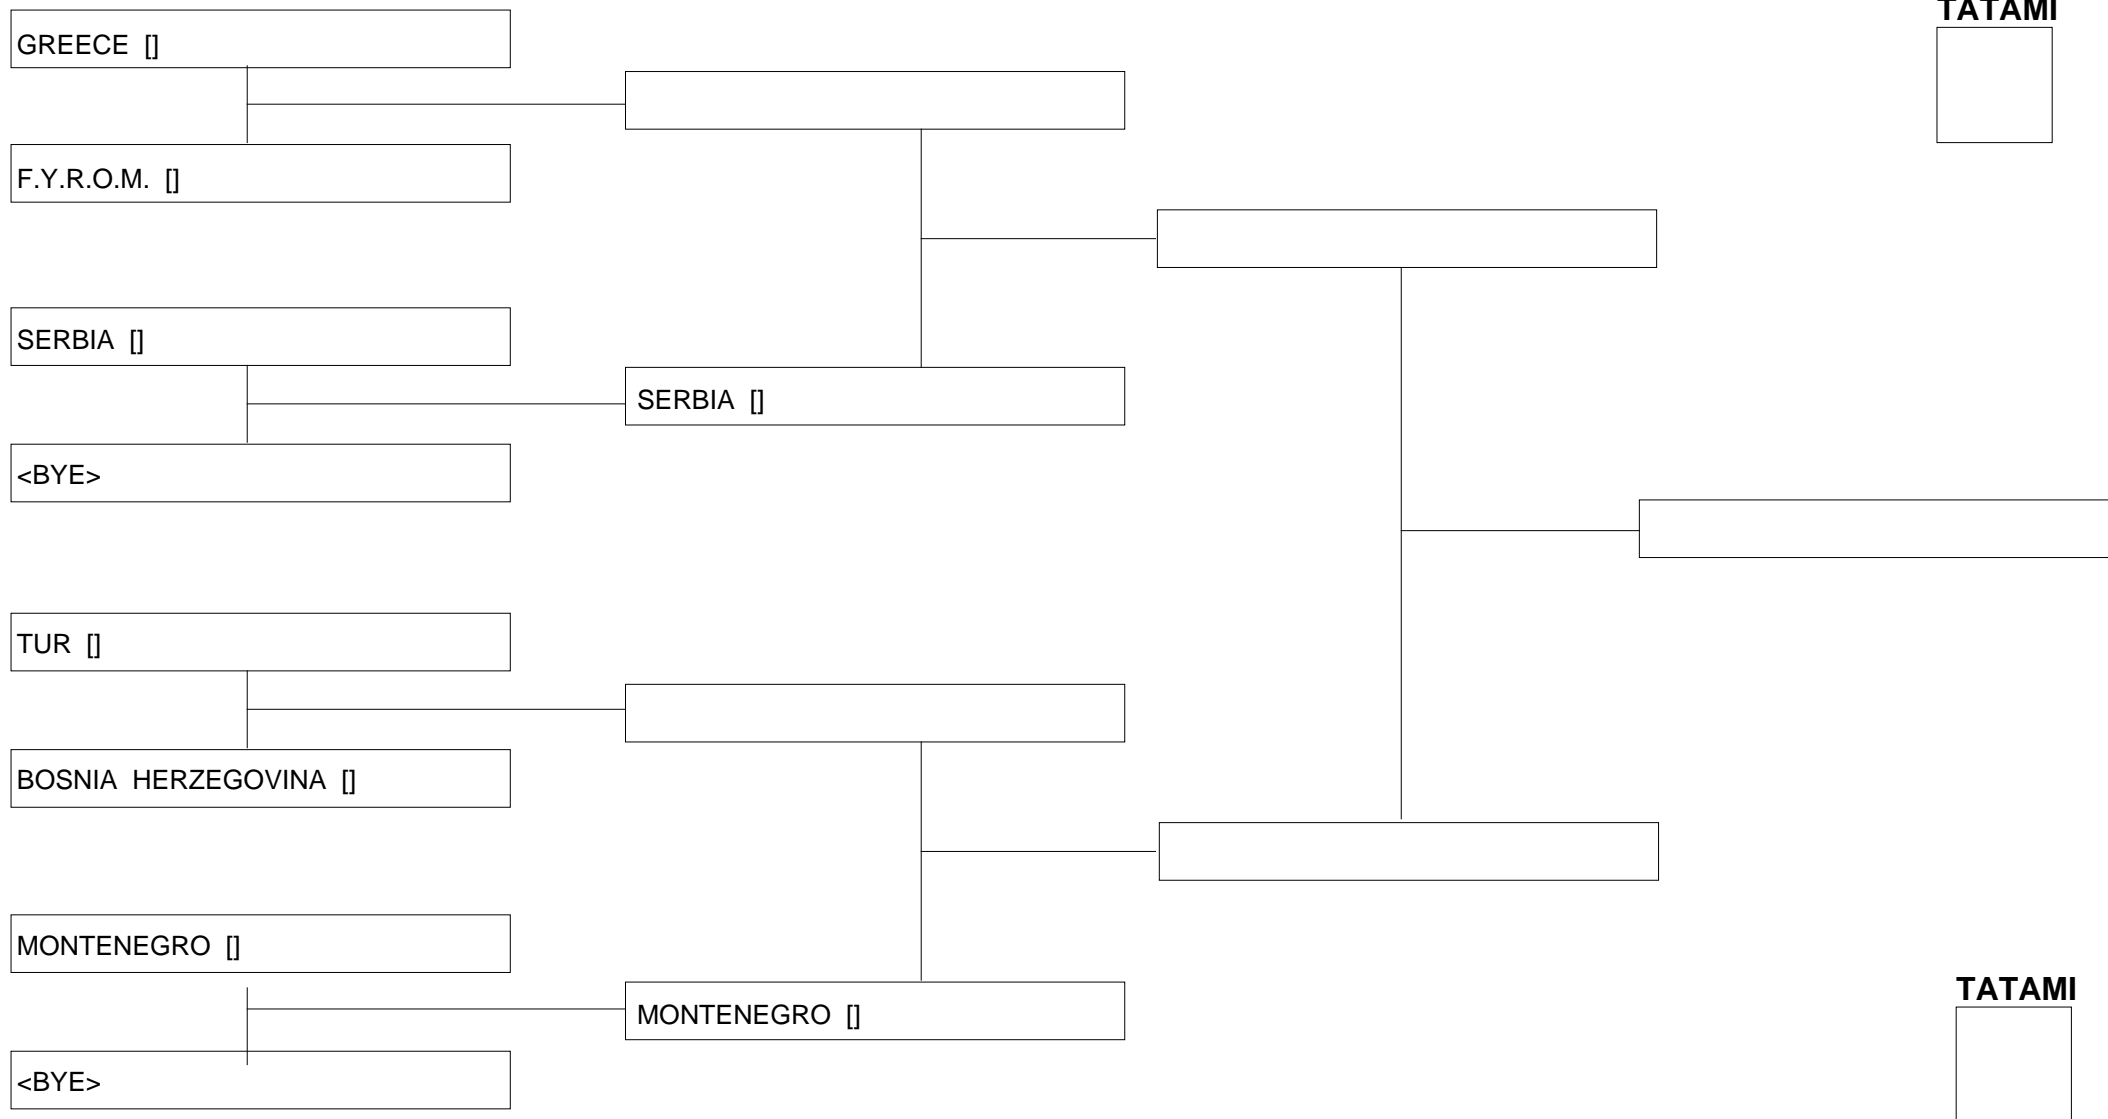 TATAMI
GREECE []
F.Y.R.O.M. []
SERBIA []
SERBIA []
<BYE>
TUR []
BOSNIA HERZEGOVINA []
MONTENEGRO []
TATAMI
MONTENEGRO []
<BYE>